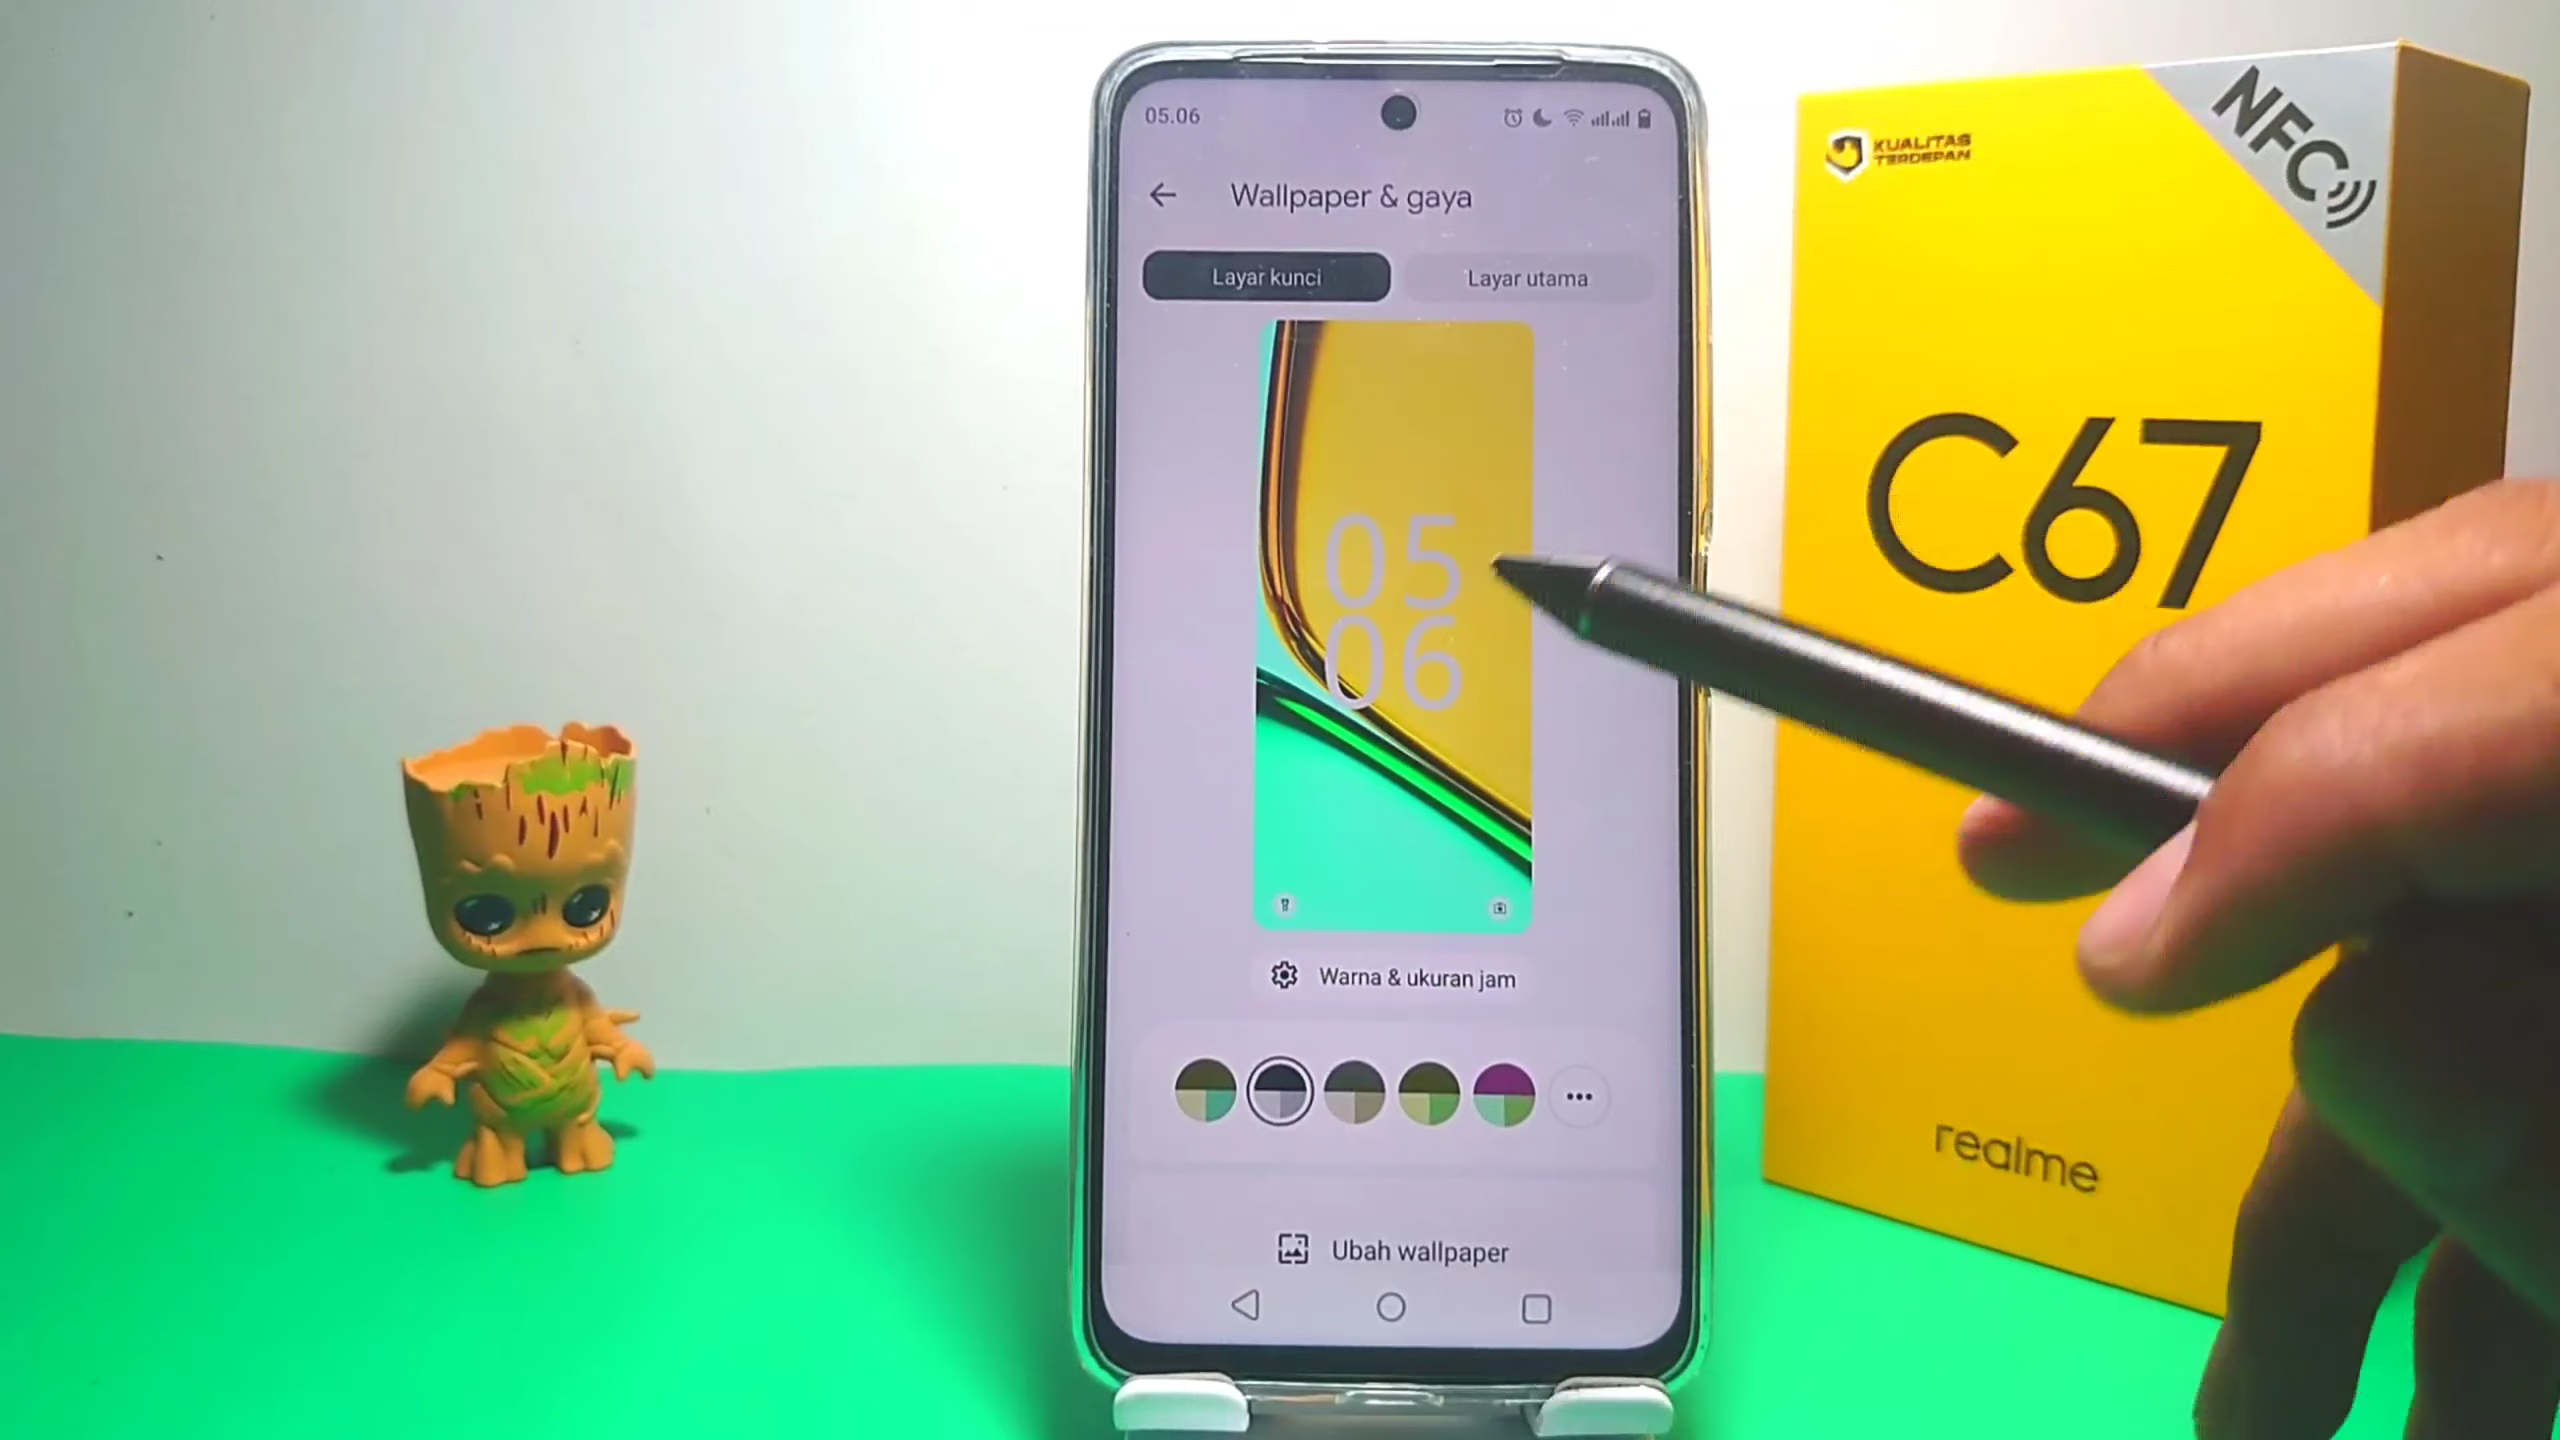 05.06
Wallpaper & gaya
Layar kunci
Layar utama
05
06
Warna & ukuran jam
Ubah wallpaper
KUALITAS
TERDEPAN
NFC
C67
realme